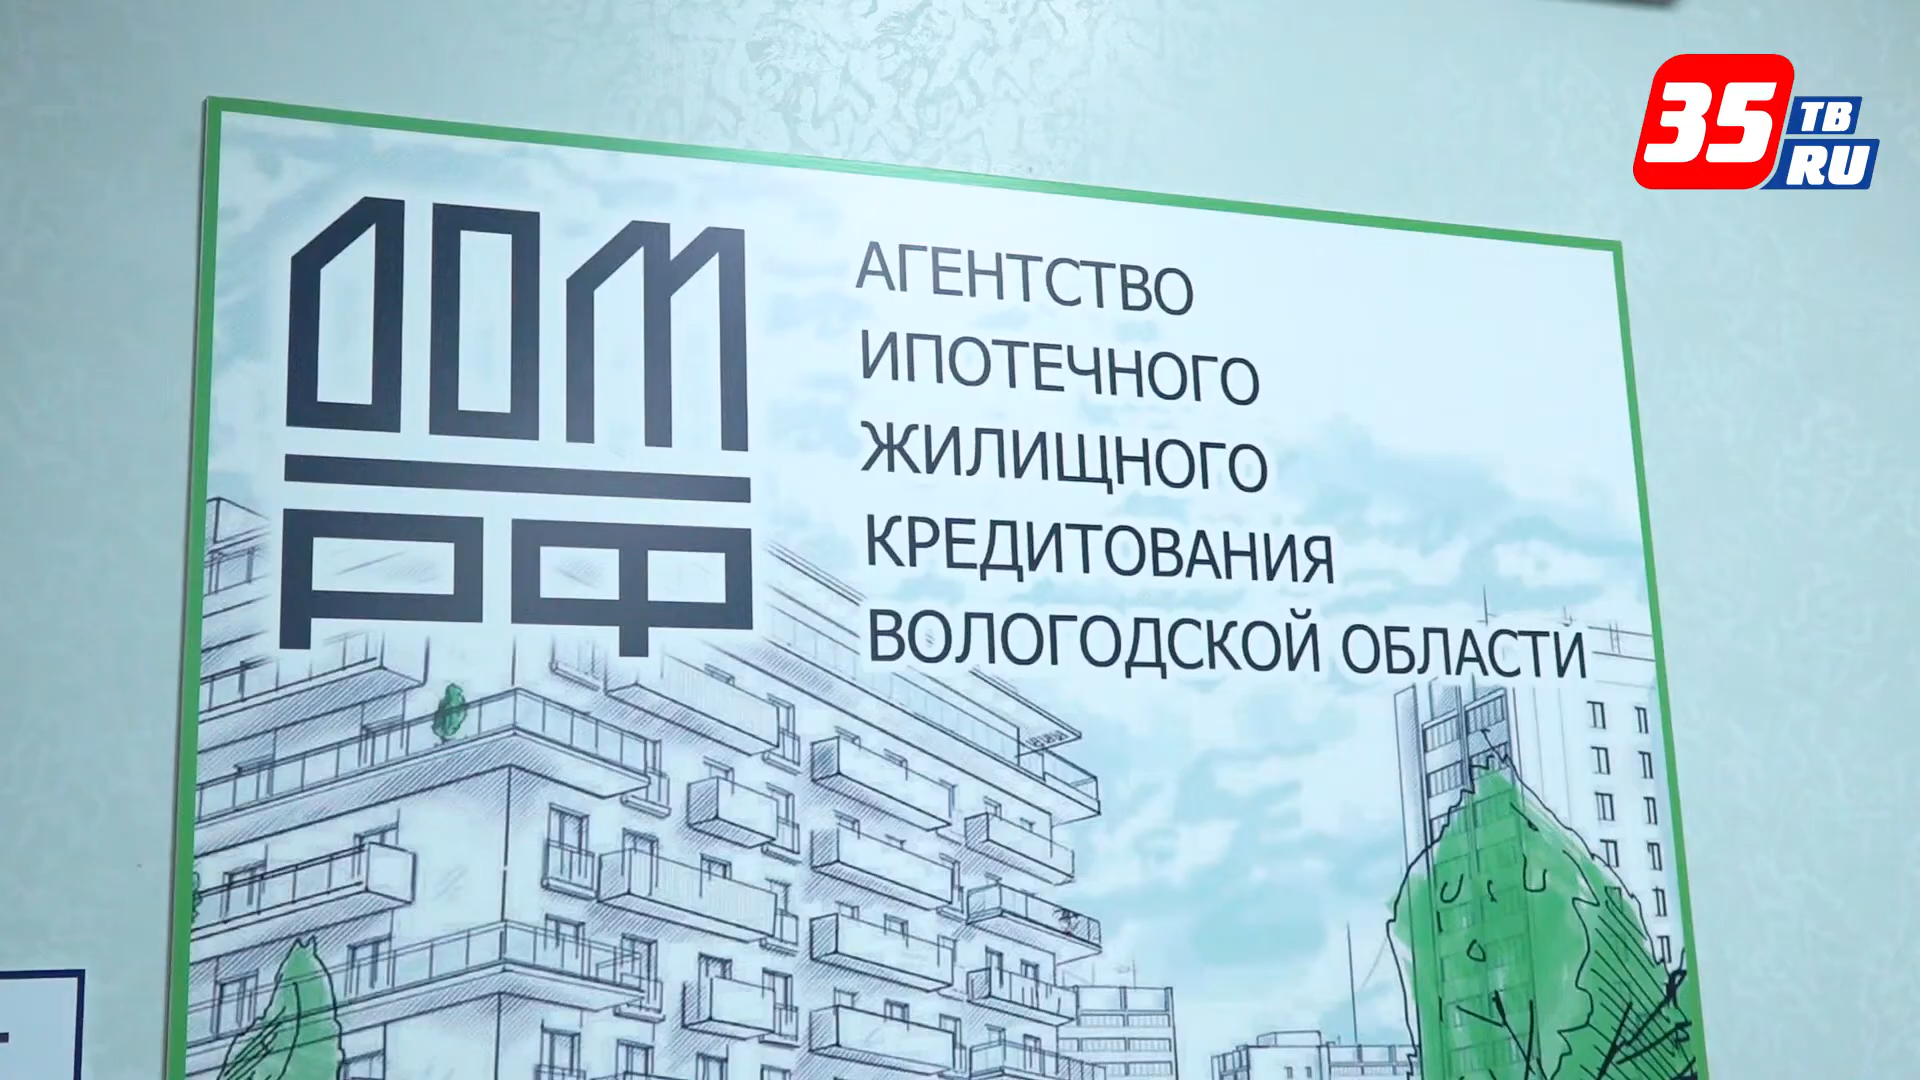 35
ТВ
RU
ДОМ
РФ
АГЕНТСТВО
ИПОТЕЧНОГО
ЖИЛИЩНОГО
КРЕДИТОВАНИЯ
ВОЛОГОДСКОЙ ОБЛАСТИ